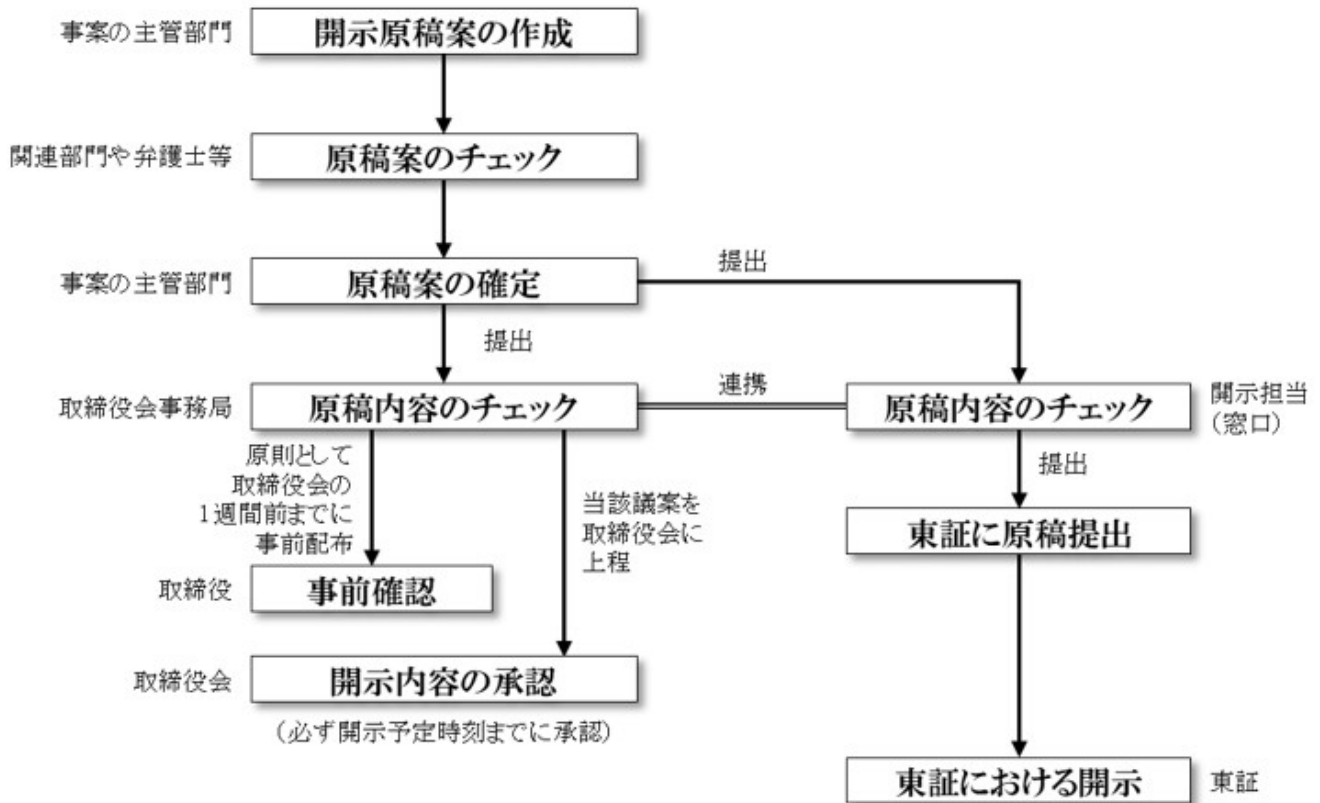 事案の主管部門
開示原稿案の作成
関連部門や弁護士等
原稿案のチェック
事案の主管部門
原稿案の確定
提出
提出
取締役会事務局
原稿内容のチェック
連携
原稿内容のチェック
開示担当
（窓口）
原則として
取締役会の
1週間前までに
事前配布
当該議案を
取締役会に
上程
提出
東証に原稿提出
取締役
事前確認
取締役会
開示内容の承認
（必ず開示予定時刻までに承認）
東証における開示
東証